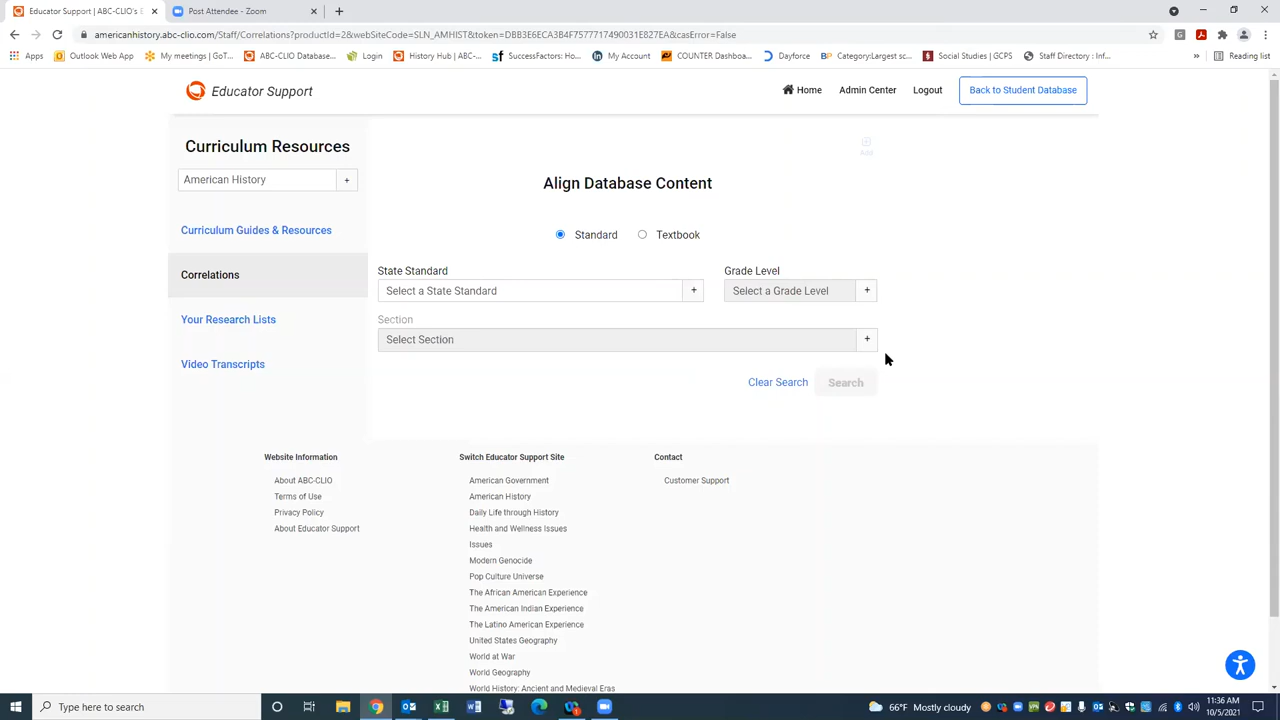 Educator Support | ABC-CLIO's E
Post Attendee - Zoom
americanhistory.abc-clio.com/Staff/Correlations?productId=2&webSiteCode=SLN_AMHIST&token=DBB3E6ECA3B4F7577717490031E827EA&casError=False
Apps
Outlook Web App
My meetings | GoT...
ABC-CLIO Database...
Login
History Hub | ABC-...
SuccessFactors: Ho...
My Account
COUNTER Dashboa...
Dayforce
Category:Largest sc...
Social Studies | GCPS
Staff Directory : Inf...
»
Reading list
Educator Support
Home
Admin Center
Logout
Back to Student Database
Curriculum Resources
Add
American History
+
Align Database Content
Curriculum Guides & Resources
Standard
Textbook
Correlations
State Standard
Grade Level
Select a State Standard
+
Select a Grade Level
+
Your Research Lists
Section
Select Section
+
Video Transcripts
Clear Search
Search
Website Information
Switch Educator Support Site
Contact
About ABC-CLIO
American Government
Customer Support
Terms of Use
American History
Privacy Policy
Daily Life through History
About Educator Support
Health and Wellness Issues
Issues
Modern Genocide
Pop Culture Universe
The African American Experience
The American Indian Experience
The Latino American Experience
United States Geography
World at War
World Geography
World History: Ancient and Medieval Eras
Type here to search
66°F Mostly cloudy
11:36 AM
10/5/2021